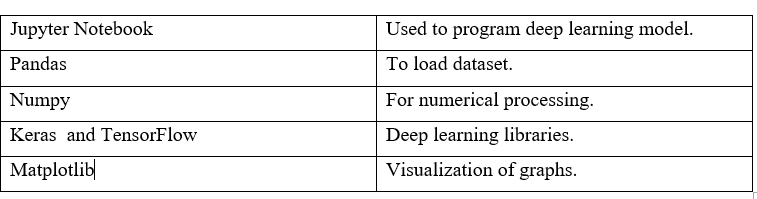 Jupyter Notebook Used to program deep learning model.
Pandas To load dataset.
Numpy For numerical processing.
Keras  and TensorFlow Deep learning libraries.
Matplotlib Visualization of graphs.